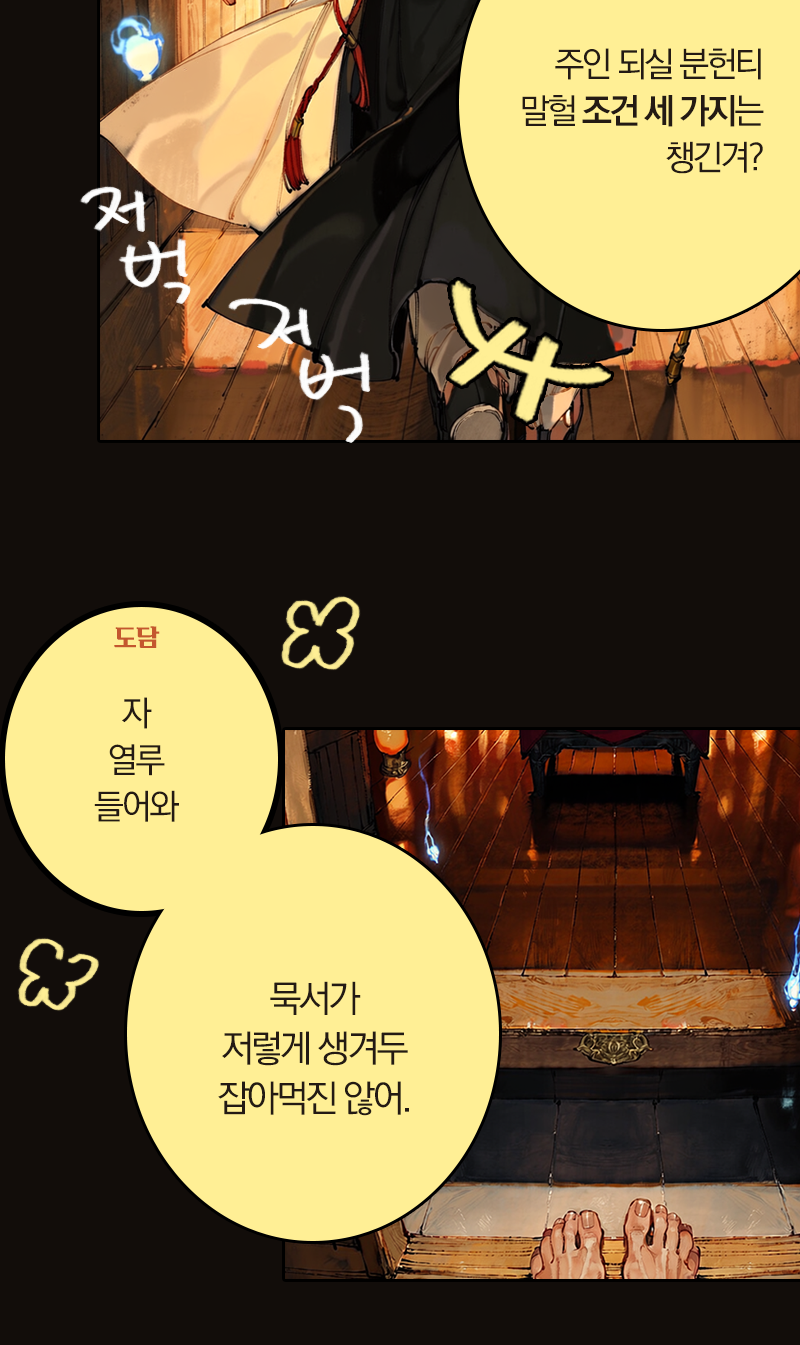 주인 되실 분헌티
말헐 조건 세 가지는
챙긴겨?
저
벅
저
벅
도담
자
열루
들어와
묵서가
저렇게 생겨두
잡아먹진 않어.